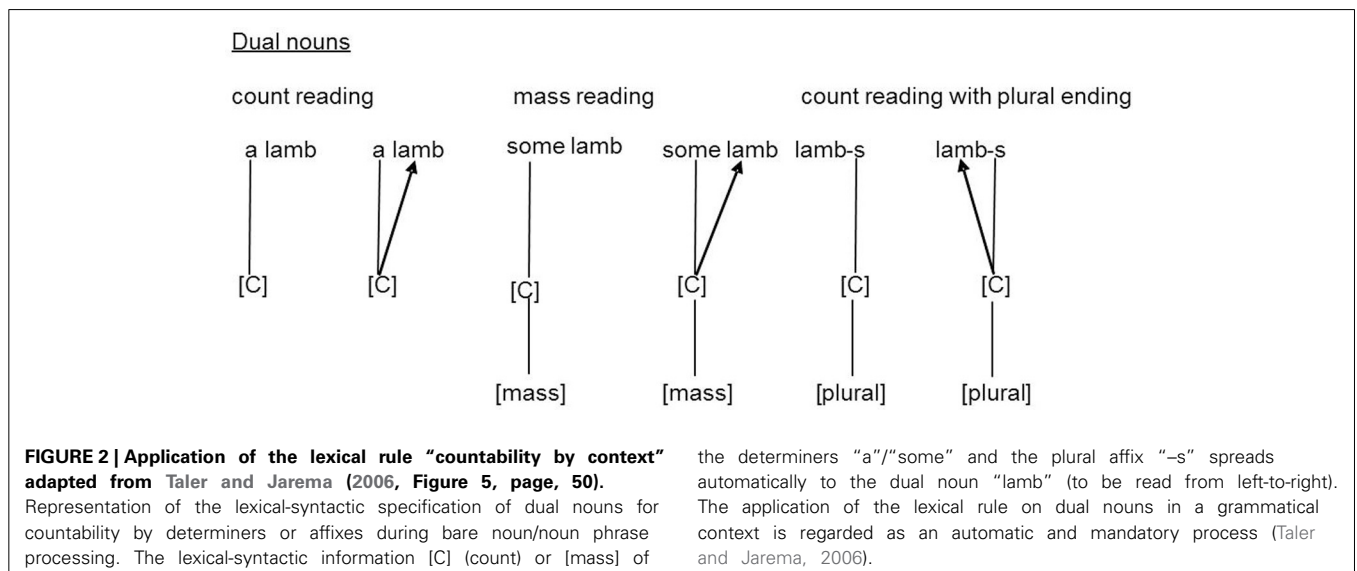 Dual nouns
count reading mass reading count reading with plural ending
a lamb a lamb some lamb some lamb lamb-s lamb-s
[C] [C] [C] [C] [C] [C]
[mass] [mass] [plural] [plural]
FIGURE 2 | Application of the lexical rule “countability by context”
adapted from Taler and Jarema (2006, Figure 5, page, 50).
Representation of the lexical-syntactic specification of dual nouns for
countability by determiners or affixes during bare noun/noun phrase
processing. The lexical-syntactic information [C] (count) or [mass] of
the determiners “a”/“some” and the plural affix “–s” spreads
automatically to the dual noun “lamb” (to be read from left-to-right).
The application of the lexical rule on dual nouns in a grammatical
context is regarded as an automatic and mandatory process (Taler
and Jarema, 2006).